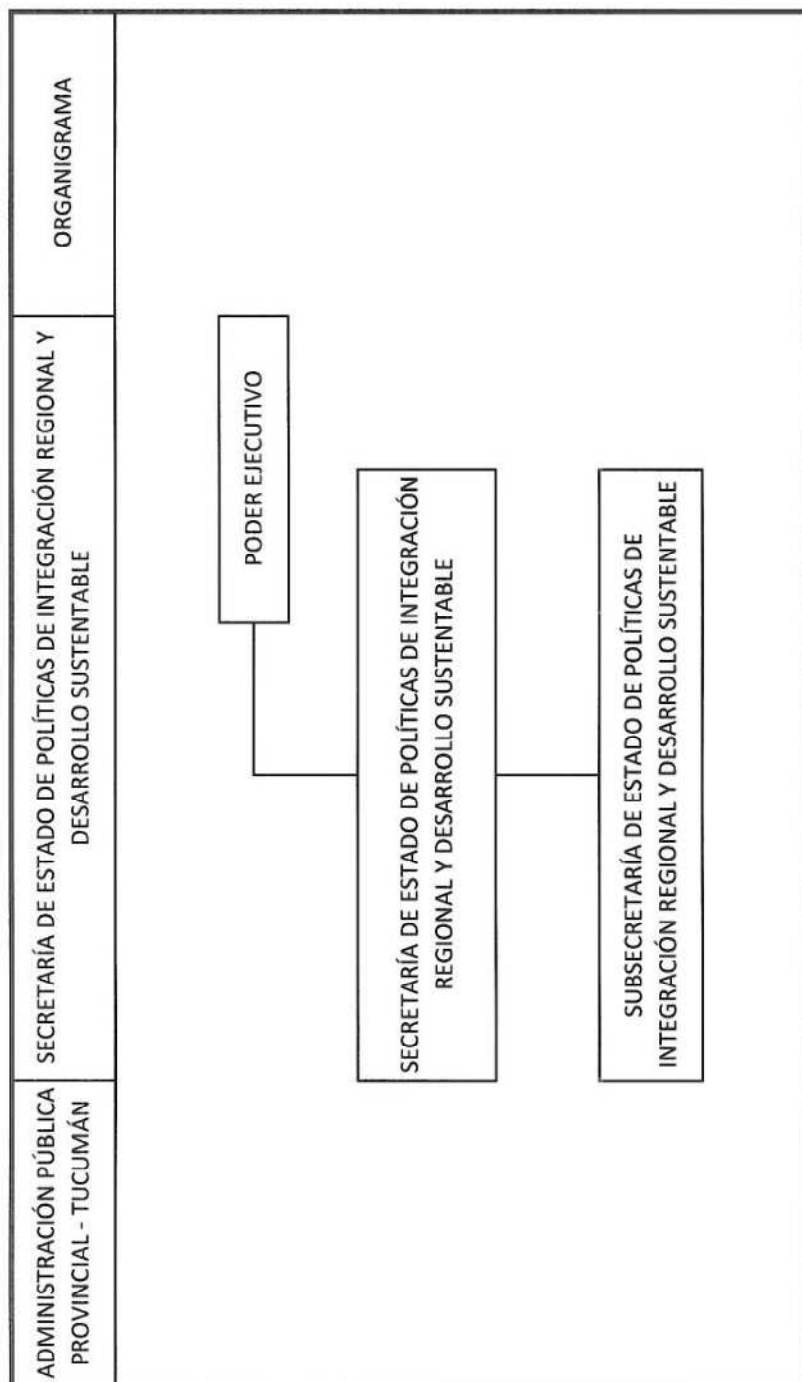 ADMINISTRACIÓN PÚBLICA
PROVINCIAL - TUCUMÁN
SECRETARÍA DE ESTADO DE POLÍTICAS DE INTEGRACIÓN REGIONAL Y
DESARROLLO SUSTENTABLE
ORGANIGRAMA
PODER EJECUTIVO
SECRETARÍA DE ESTADO DE POLÍTICAS DE INTEGRACIÓN
REGIONAL Y DESARROLLO SUSTENTABLE
SUBSECRETARÍA DE ESTADO DE POLÍTICAS DE
INTEGRACIÓN REGIONAL Y DESARROLLO SUSTENTABLE